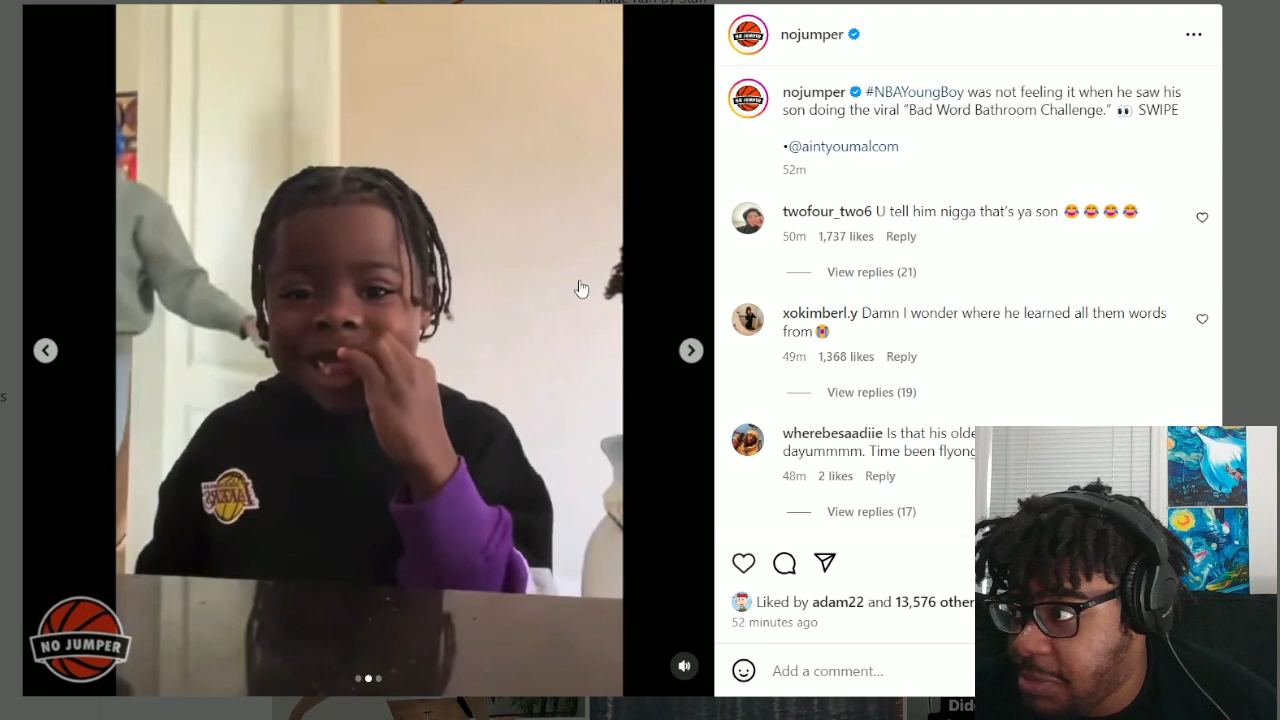 nojumper
nojumper #NBAYoungBoy was not feeling it when he saw his
son doing the viral “Bad Word Bathroom Challenge.” 👀 SWIPE
•@aintyoumalcom
52m
twofour_two6 U tell him nigga that’s ya son 😂 😂 😂 😂
50m 1,737 likes Reply
View replies (21)
xokimberl.y Damn I wonder where he learned all them words
from😭
49m 1,368 likes Reply
View replies (19)
wherebesaadiie Is that his olde
dayummmm. Time been flyong
48m 2 likes Reply
View replies (17)
Liked by adam22 and 13,576 other
52 minutes ago
Add a comment...
LAKERS
NO JUMPER
Did